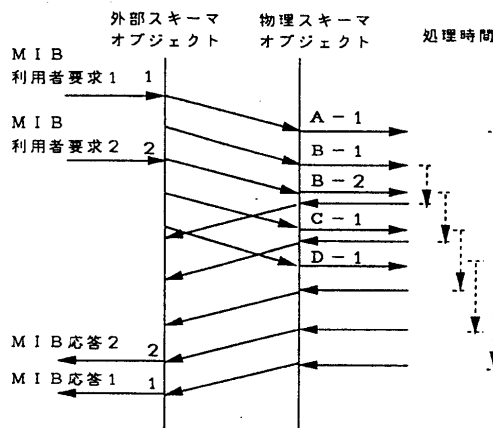 外部スキーマ
オブジェクト
物理スキーマ
オブジェクト
処理時間
MIB
利用者要求1
1
MIB
利用者要求2
2
A-1
B-1
B-2
C-1
D-1
MIB応答2
2
MIB応答1
1